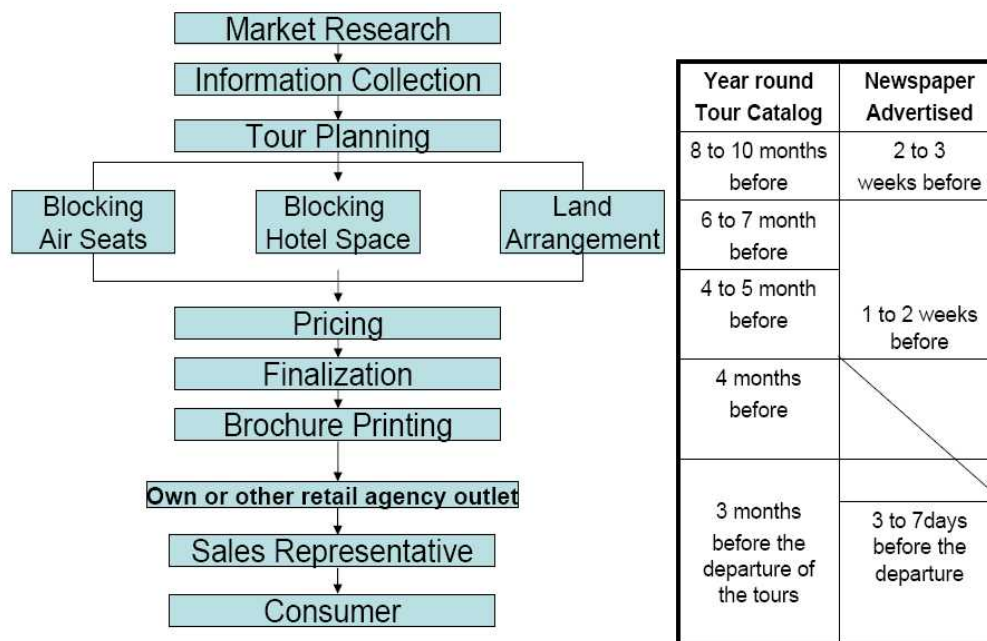 Market Research
Information Collection
Tour Planning
Blocking
Air Seats
Blocking
Hotel Space
Land
Arrangement
Pricing
Finalization
Brochure Printing
Own or other retail agency outlet
Sales Representative
Consumer
Year round
Tour Catalog
Newspaper
Advertised
8 to 10 months
before
2 to 3
weeks before
6 to 7 month
before
4 to 5 month
before
1 to 2 weeks
before
4 months
before
3 months
before the
departure of
the tours
3 to 7days
before the
departure